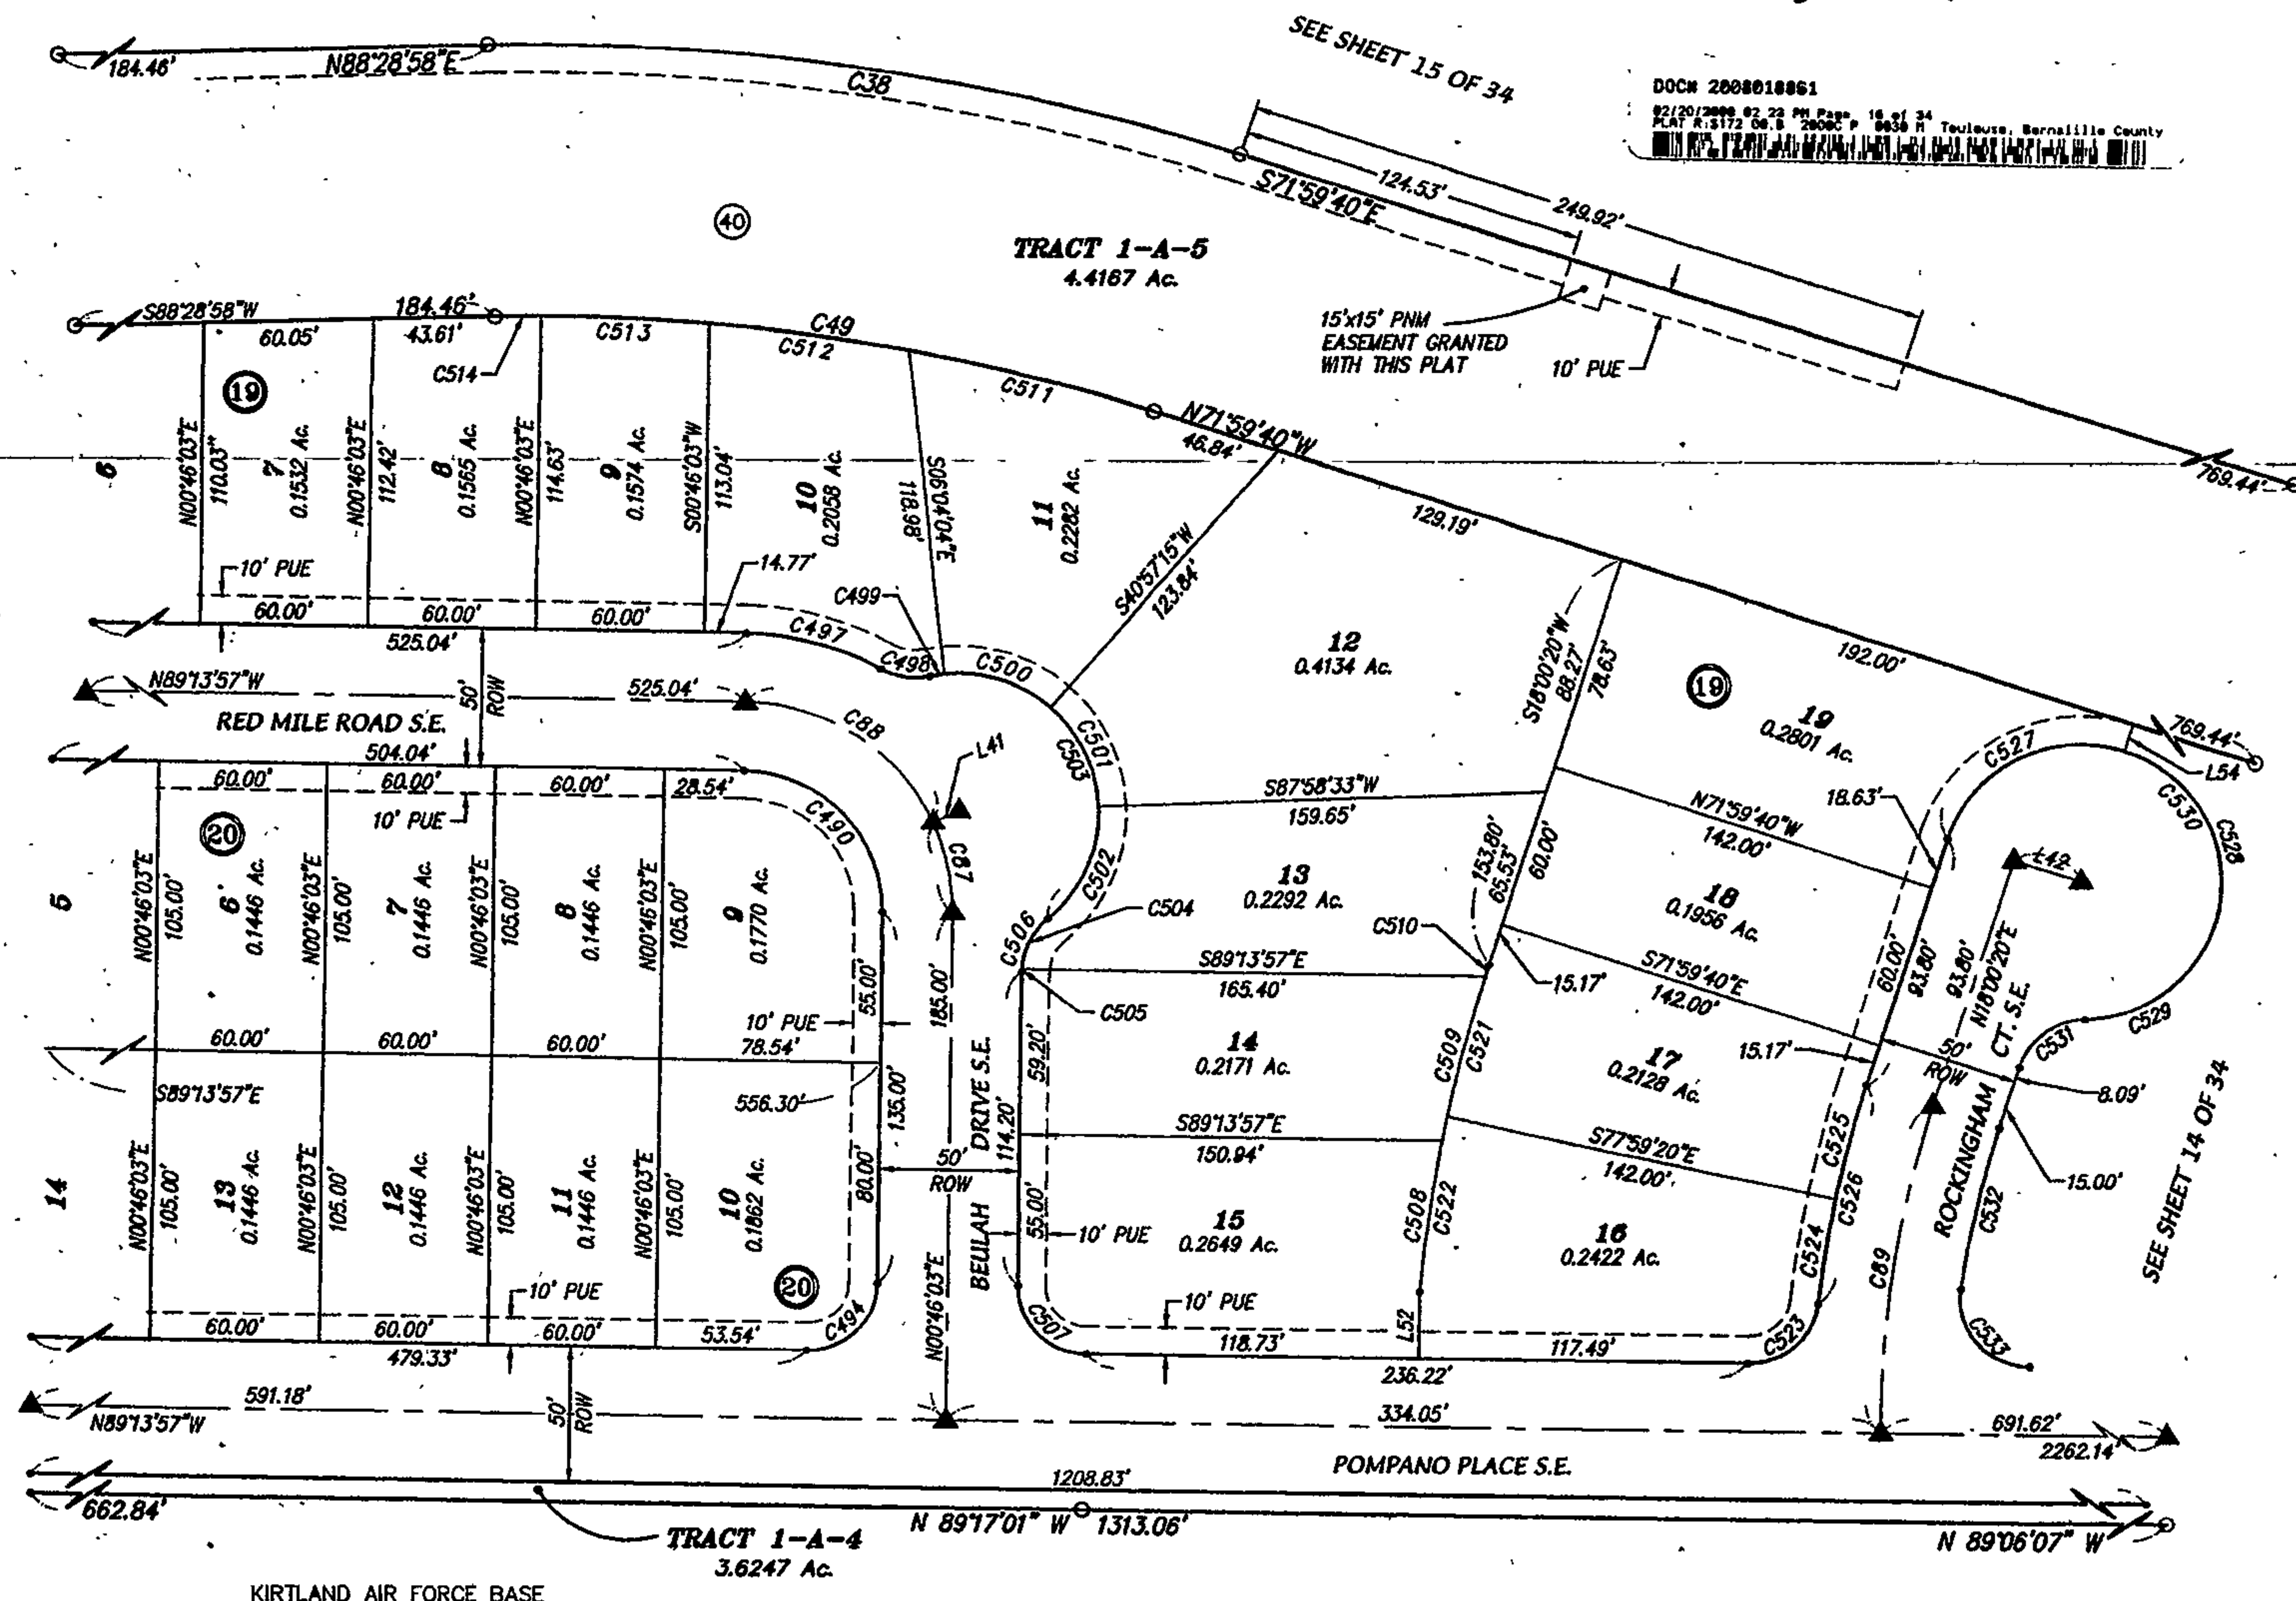 SEE SHEET 15 OF 34
DOC# 2008018861
02/20/2008 02 22 PM Page 16 of 34
Toulouse, Bernalillo County
184.46'
N88°28'58"E
C38
S71°59'40"E
124.53'
249.92'
40
TRACT 1-A-5
4.4187 Ac.
15'x15' PNM
EASEMENT GRANTED
WITH THIS PLAT
10' PUE
769.44'
S88°28'58"W
184.46'
60.05'
43.61'
C514
C513
C49
C512
C511
N71°59'40"W
46.84'
129.19'
192.00'
769.44'
19
6
N00°46'03"E
110.03"
7
0.1532 Ac.
N00°46'03"E
112.42'
8
0.1565 Ac.
N00°46'03"E
114.63'
9
0.1574 Ac.
S00°46'03"W
113.04'
10
0.2058 Ac.
S06°04'04"E
118.98'
11
0.2282 Ac.
S40°57'15"W
123.84'
12
0.4134 Ac.
S18°00'20"W
88.27'
78.63'
19
19
0.2801 Ac.
10' PUE
60.00'
60.00'
60.00'
14.77'
525.04'
C499
C497
C498
C500
C501
C503
C502
N89°13'57"W
525.04'
50'
ROW
RED MILE ROAD S.E.
C88
L41
C87
504.04'
60.00'
60.00'
60.00'
28.54'
10' PUE
C490
20
5
N00°46'03"E
105.00'
6
0.1446 Ac.
N00°46'03"E
105.00'
7
0.1446 Ac.
N00°46'03"E
105.00'
8
0.1446 Ac.
N00°46'03"E
105.00'
9
0.1770 Ac.
55.00'
185.00'
10' PUE
60.00'
60.00'
60.00'
78.54'
S89°13'57"E
556.30'
135.00'
14
N00°46'03"E
105.00'
13
0.1446 Ac.
N00°46'03"E
105.00'
12
0.1446 Ac.
N00°46'03"E
105.00'
11
0.1446 Ac.
N00°46'03"E
105.00'
10
0.1862 Ac.
80.00'
20
10' PUE
60.00'
60.00'
60.00'
53.54'
C494
479.33'
S87°58'33"W
159.65'
13
0.2292 Ac.
153.80'
65.53'
60.00'
C504
C506
C505
C510
S89°13'57"E
165.40'
15.17'
14
0.2171 Ac.
59.20'
114.20'
BEULAH DRIVE S.E.
50'
ROW
N00°46'03"E
C509
C521
S89°13'57"E
150.94'
55.00'
10' PUE
15
0.2649 Ac.
C508
C522
L52
C507
10' PUE
118.73'
117.49'
236.22'
N71°59'40"W
142.00'
18
0.1956 Ac.
S71°59'40"E
142.00'
17
0.2128 Ac.
S77°59'20"E
142.00'
16
0.2422 Ac.
C527
18.63'
L54
C530
C528
C529
C531
L42
60.00'
93.80'
93.80'
N18°00'20"E
15.17'
50'
ROW
8.09'
15.00'
ROCKINGHAM CT. S.E.
C525
C526
C524
C523
C89
C532
C533
SEE SHEET 14 OF 34
591.18'
N89°13'57"W
50'
ROW
334.05'
691.62'
2262.14'
POMPANO PLACE S.E.
1208.83'
662.84'
N 89°17'01" W 1313.06'
N 89°06'07" W
TRACT 1-A-4
3.6247 Ac.
KIRTLAND AIR FORCE BASE